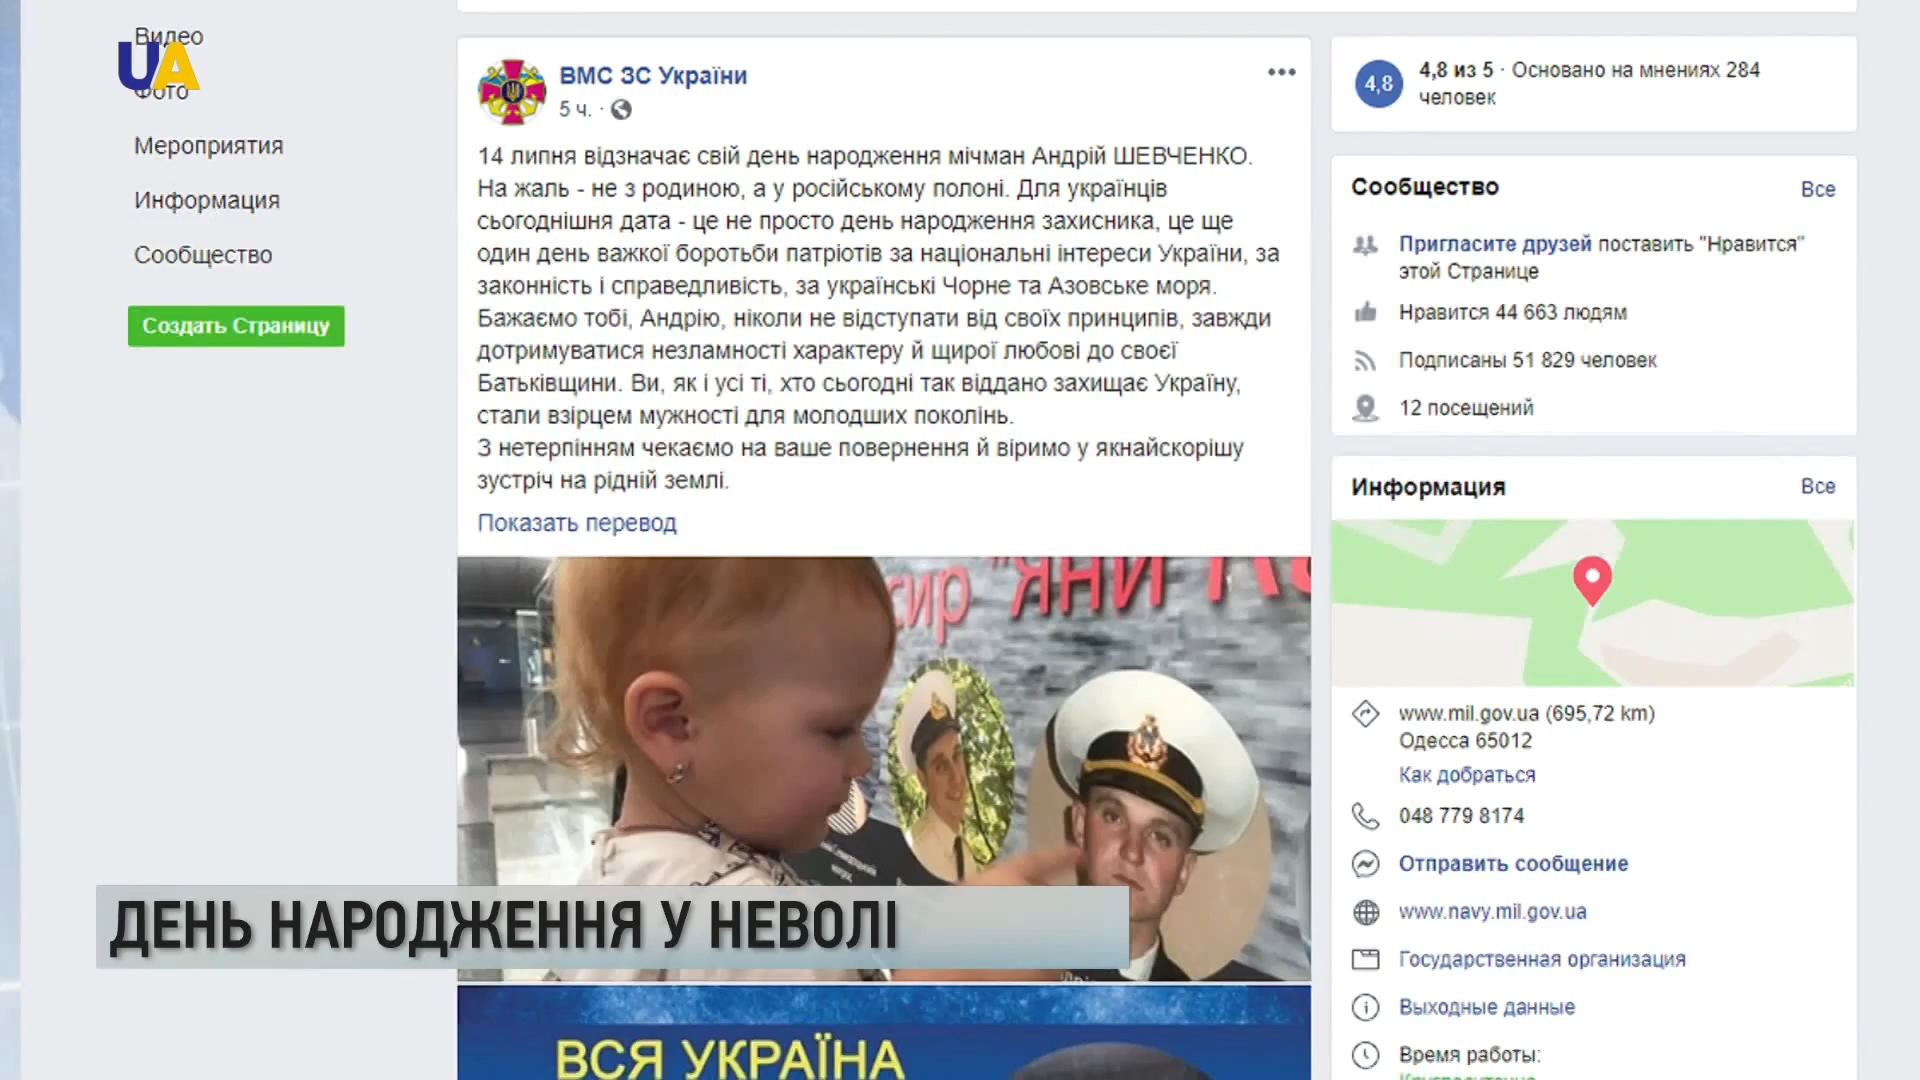 Видео
UA
Фото
Мероприятия
Информация
Сообщество
Создать Страницу
ВМС ЗС України
5 ч. ·
14 липня відзначає свій день народження мічман Андрій ШЕВЧЕНКО.
На жаль - не з родиною, а у російському полоні. Для українців
сьогоднішня дата - це не просто день народження захисника, це ще
один день важкої боротьби патріотів за національні інтереси України, за
законність і справедливість, за українські Чорне та Азовське моря.
Бажаємо тобі, Андрію, ніколи не відступати від своїх принципів, завжди
дотримуватися незламності характеру й щирої любові до своєї
Батьківщини. Ви, як і усі ті, хто сьогодні так віддано захищає Україну,
стали взірцем мужності для молодших поколінь.
З нетерпінням чекаємо на ваше повернення й віримо у якнайскорішу
зустріч на рідній землі.
Показать перевод
сир "ЯНИ
ДЕНЬ НАРОДЖЕННЯ У НЕВОЛІ
ВСЯ УКРАЇНА
4,8
4,8 из 5 · Основано на мнениях 284
человек
Сообщество
Все
Пригласите друзей поставить "Нравится"
этой Странице
Нравится 44 663 людям
Подписаны 51 829 человек
12 посещений
Информация
Все
www.mil.gov.ua (695,72 km)
Одесса 65012
Как добраться
048 779 8174
Отправить сообщение
www.navy.mil.gov.ua
Государственная организация
Выходные данные
Время работы: